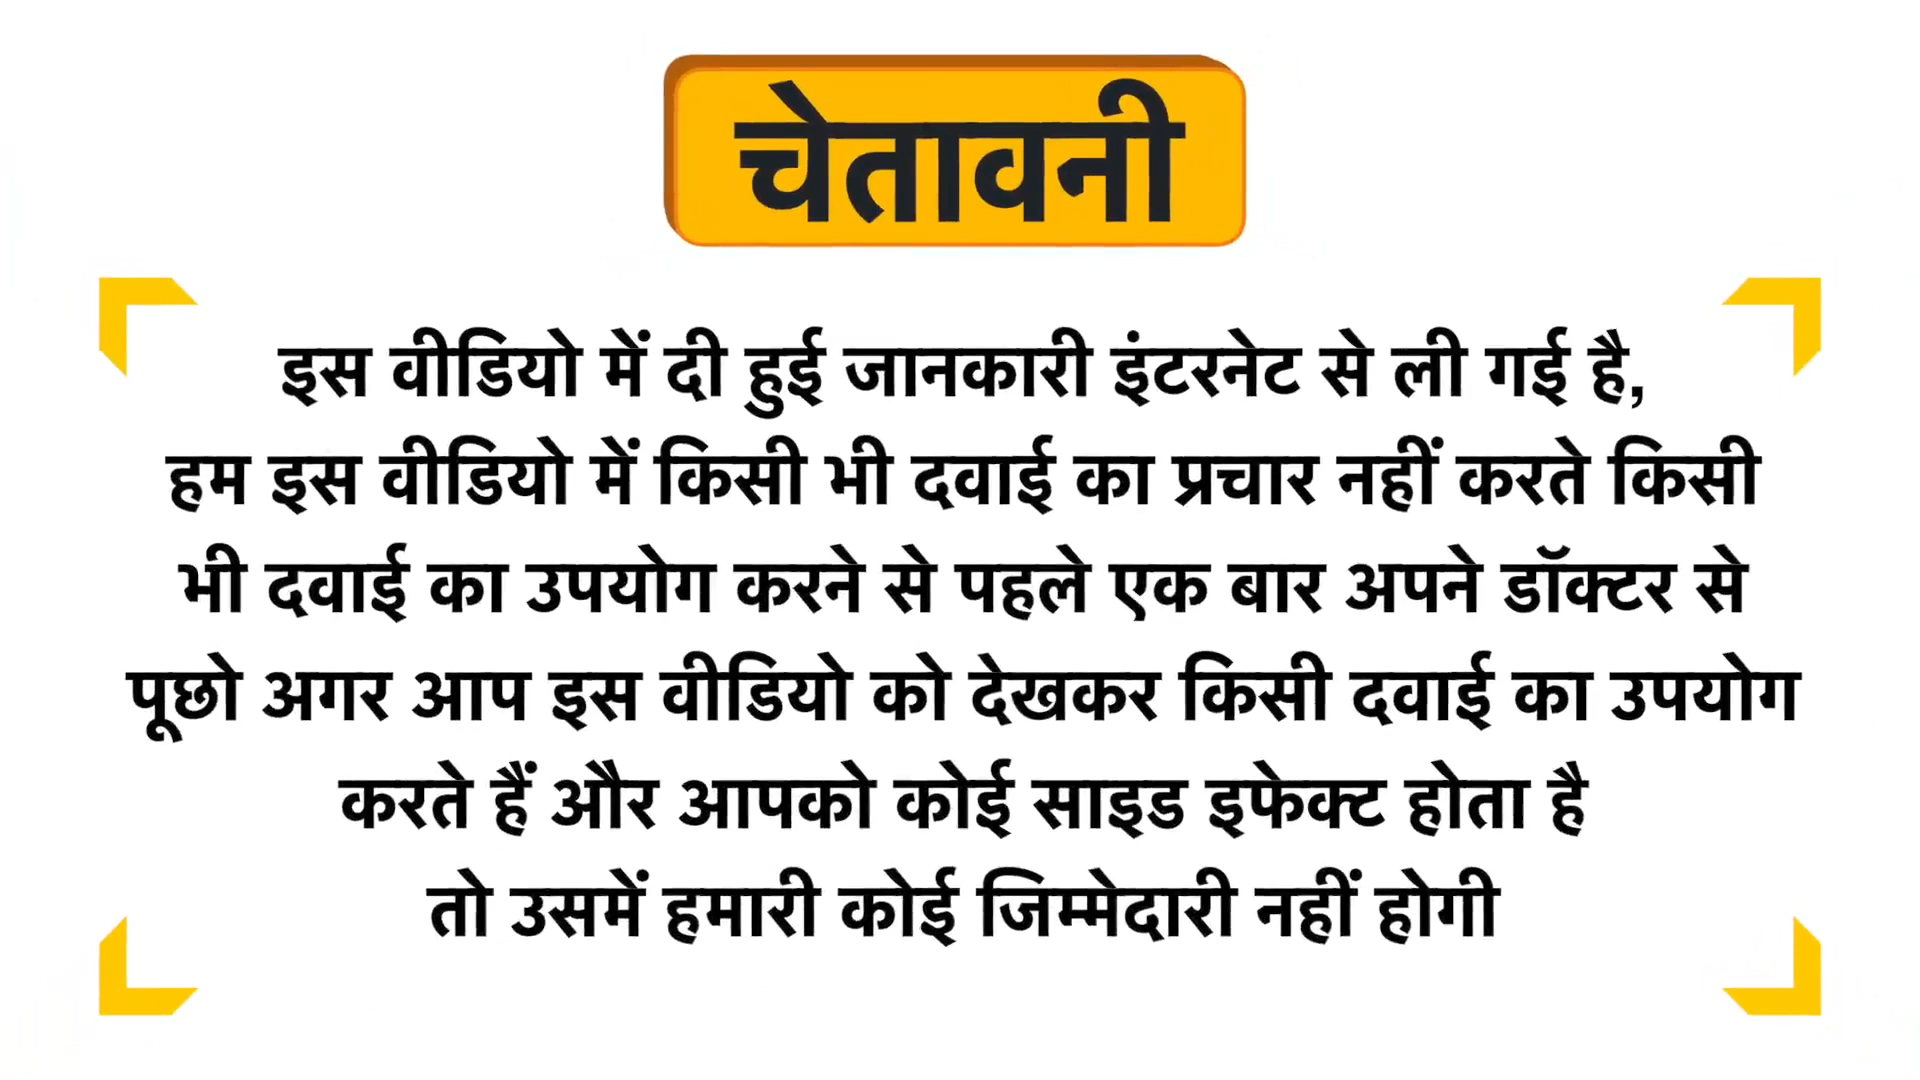 चेतावनी
इस वीडियो में दी हुई जानकारी इंटरनेट से ली गई है,
हम इस वीडियो में किसी भी दवाई का प्रचार नहीं करते किसी
भी दवाई का उपयोग करने से पहले एक बार अपने डॉक्टर से
पूछो अगर आप इस वीडियो को देखकर किसी दवाई का उपयोग
करते हैं और आपको कोई साइड इफेक्ट होता है
तो उसमें हमारी कोई जिम्मेदारी नहीं होगी